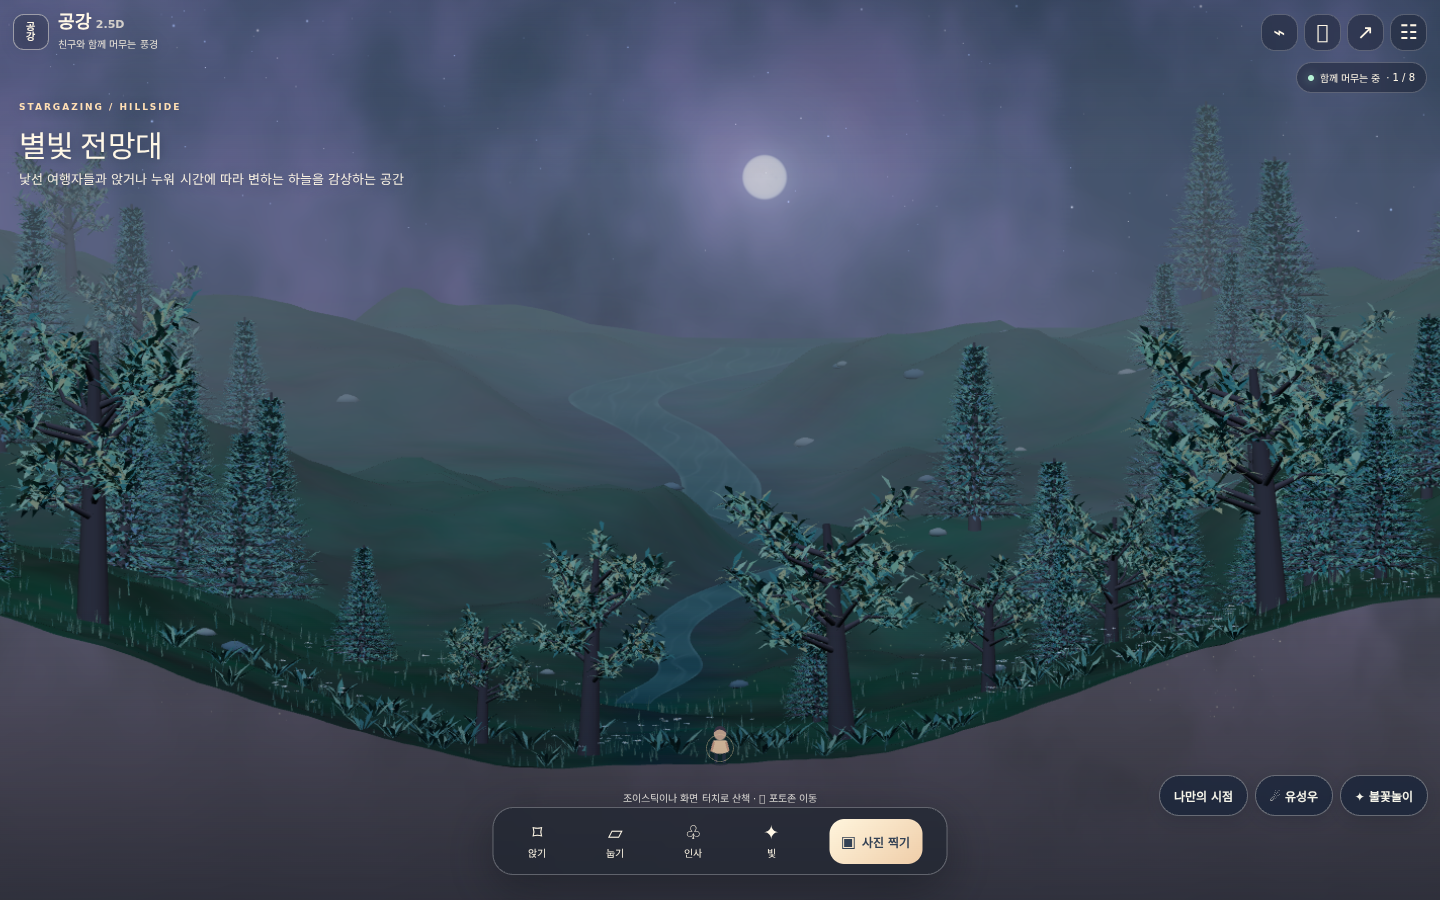 공강
공강 2.5D
친구와 함께 머무는 풍경
함께 머무는 중 · 1 / 8
STARGAZING / HILLSIDE
별빛 전망대
낯선 여행자들과 앉거나 누워 시간에 따라 변하는 하늘을 감상하는 공간
나만의 시점
☄ 유성우
✦ 불꽃놀이
조이스틱이나 화면 터치로 산책 · ▯ 포토존 이동
앉기
눕기
인사
빛
사진 찍기